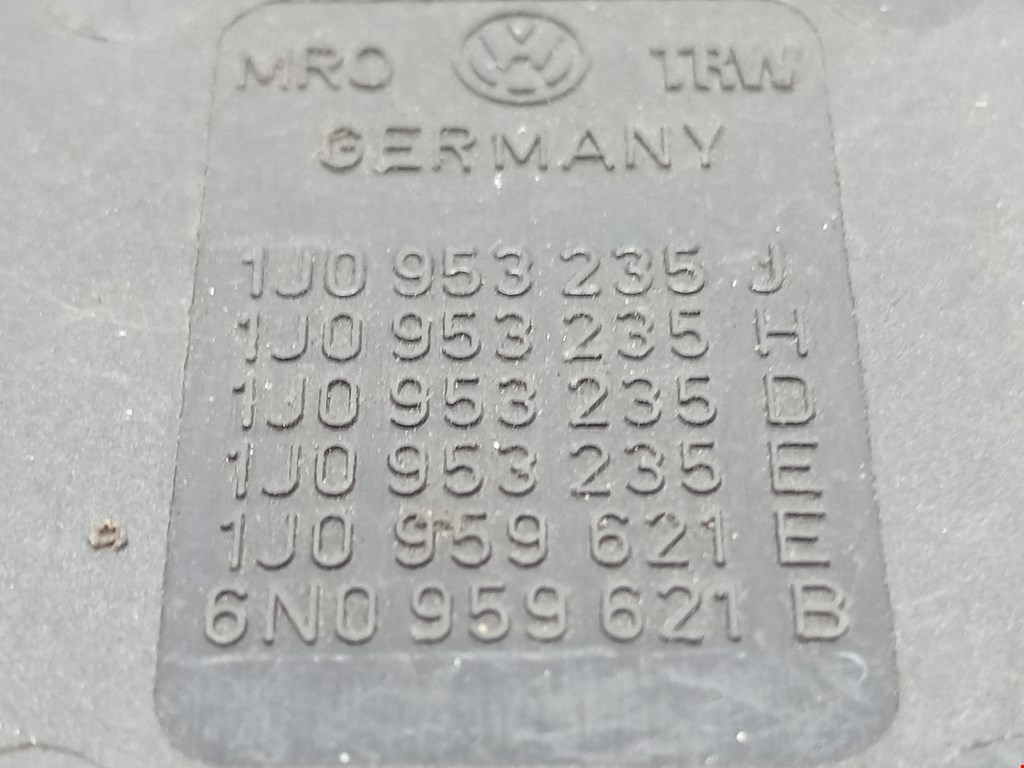 MRO VW TRW
GERMANY
1J0 953 235 J
1J0 953 235 H
1J0 953 235 D
1J0 953 235 E
1J0 959 621 E
6N0 959 621 B